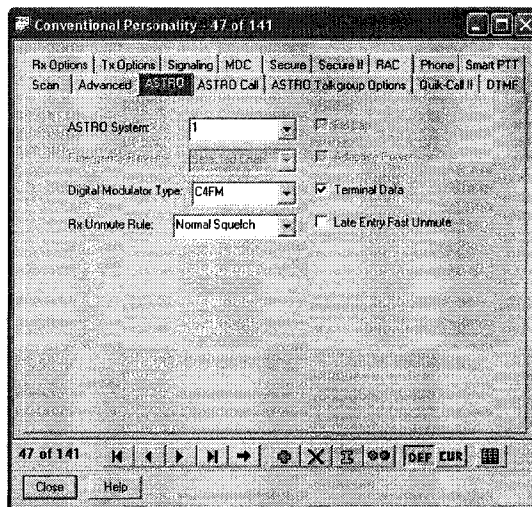 Conventional Personality - 47 of 141
Rx Options Tx Options Signaling MDC Secure Secure II RAC Phone Smart PTT
Scan Advanced ASTRO ASTRO Call ASTRO Talkgroup Options Quik-Call II DTMF
ASTRO System: 1
Selected Chan
Digital Modulator Type: C4FM Terminal Data
Rx Unmute Rule: Normal Squelch Late Entry Fast Unmute
47 of 141 DEF CUR
Close Help